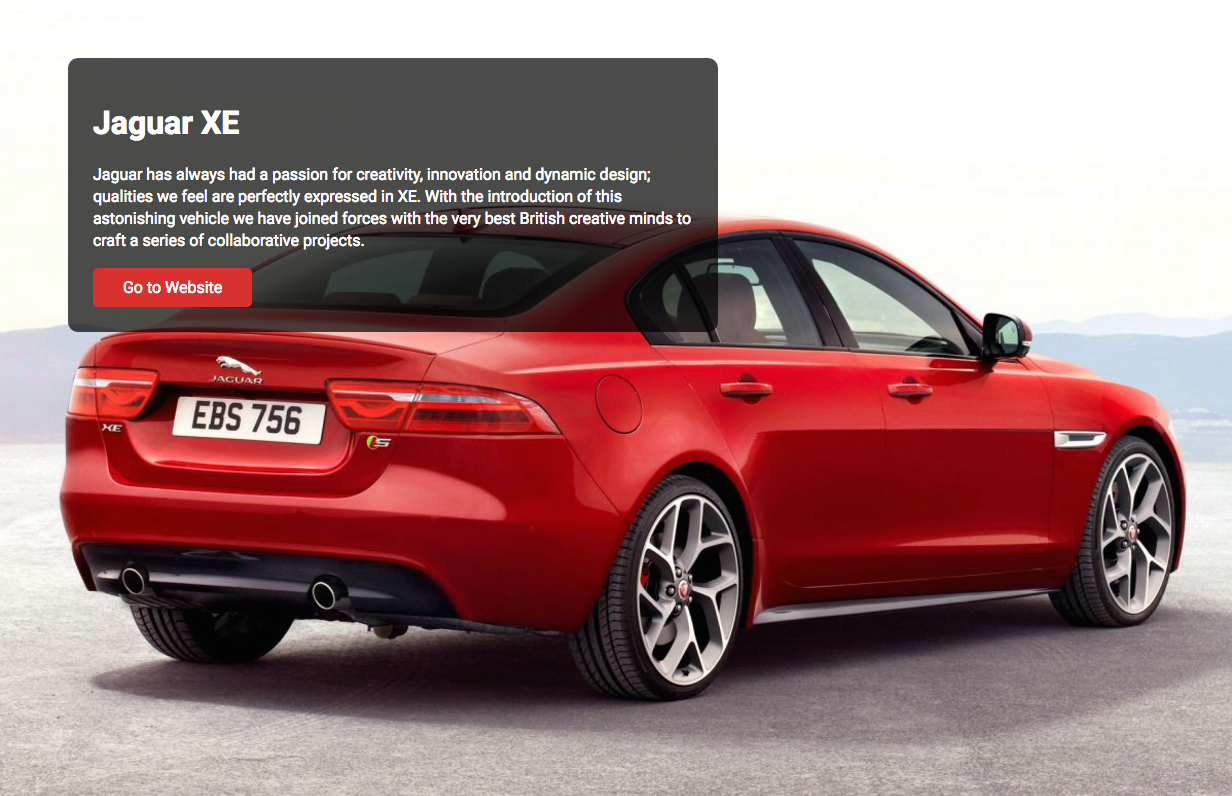 Jaguar XE
Jaguar has always had a passion for creativity, innovation and dynamic design;
qualities we feel are perfectly expressed in XE. With the introduction of this
astonishing vehicle we have joined forces with the very best British creative minds to
craft a series of collaborative projects.
Go to Website
JAGUAR
EBS 756
XE
S